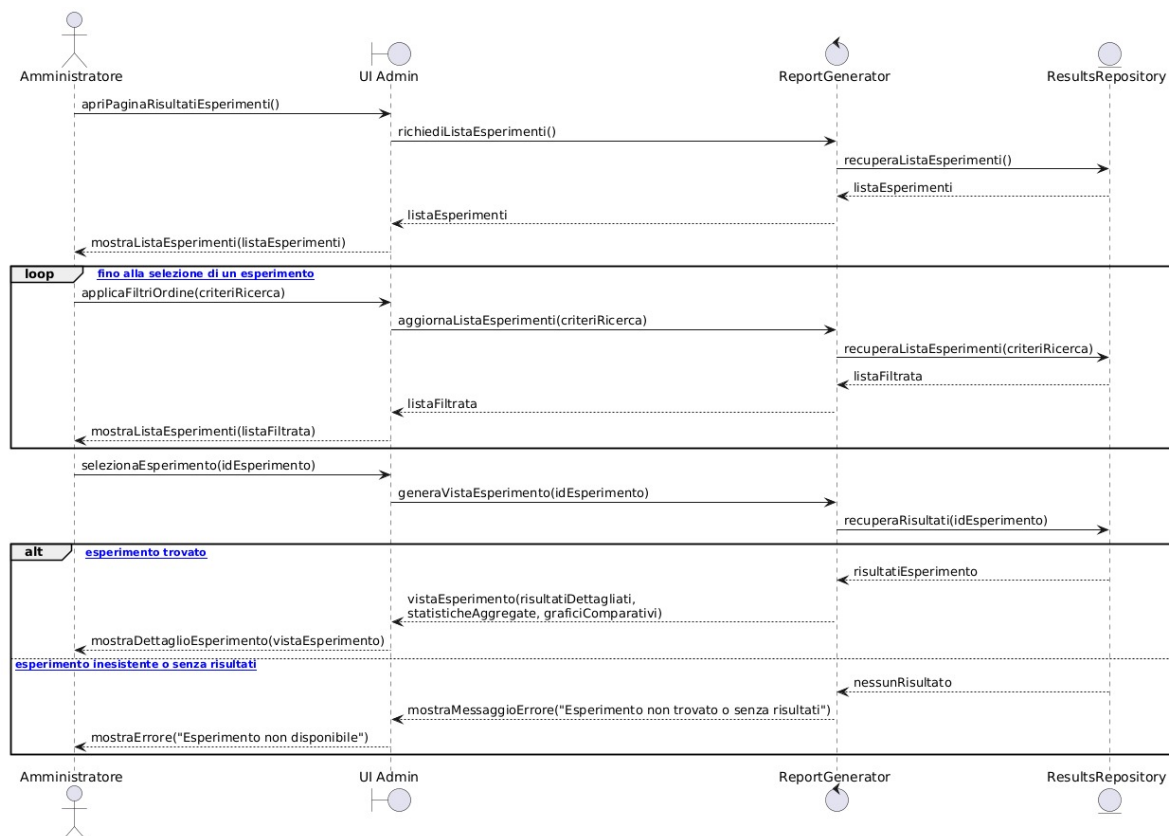 Amministratore
UI Admin
ReportGenerator
ResultsRepository
apriPaginaRisultatiEsperimenti()
richiediListaEsperimenti()
recuperaListaEsperimenti()
listaEsperimenti
listaEsperimenti
mostraListaEsperimenti(listaEsperimenti)
loop
fino alla selezione di un esperimento
applicaFiltriOrdine(criteriRicerca)
aggiornaListaEsperimenti(criteriRicerca)
recuperaListaEsperimenti(criteriRicerca)
listaFiltrata
listaFiltrata
mostraListaEsperimenti(listaFiltrata)
selezionaEsperimento(idEsperimento)
generaVistaEsperimento(idEsperimento)
recuperaRisultati(idEsperimento)
alt
esperimento trovato
risultatiEsperimento
vistaEsperimento(risultatiDettagliati,
statisticheAggregate, graficiComparativi)
mostraDettaglioEsperimento(vistaEsperimento)
esperimento inesistente o senza risultati
nessunRisultato
mostraMessaggioErrore("Esperimento non trovato o senza risultati")
mostraErrore("Esperimento non disponibile")
Amministratore
UI Admin
ReportGenerator
ResultsRepository